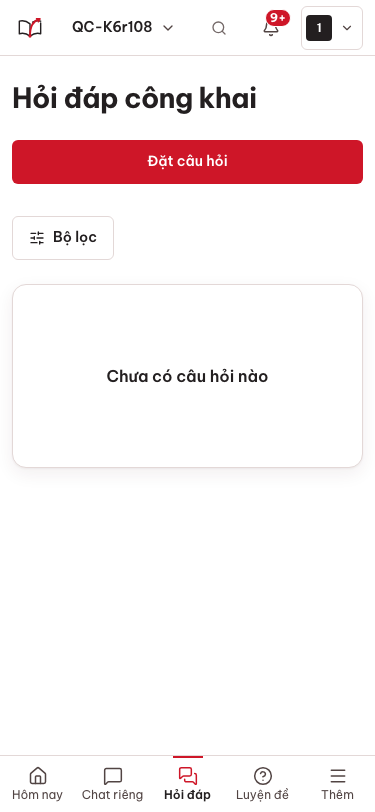 QC-K6r108
9+
1
Hỏi đáp công khai
Đặt câu hỏi
Bộ lọc
Chưa có câu hỏi nào
Hôm nay
Chat riêng
Hỏi đáp
Luyện đề
Thêm